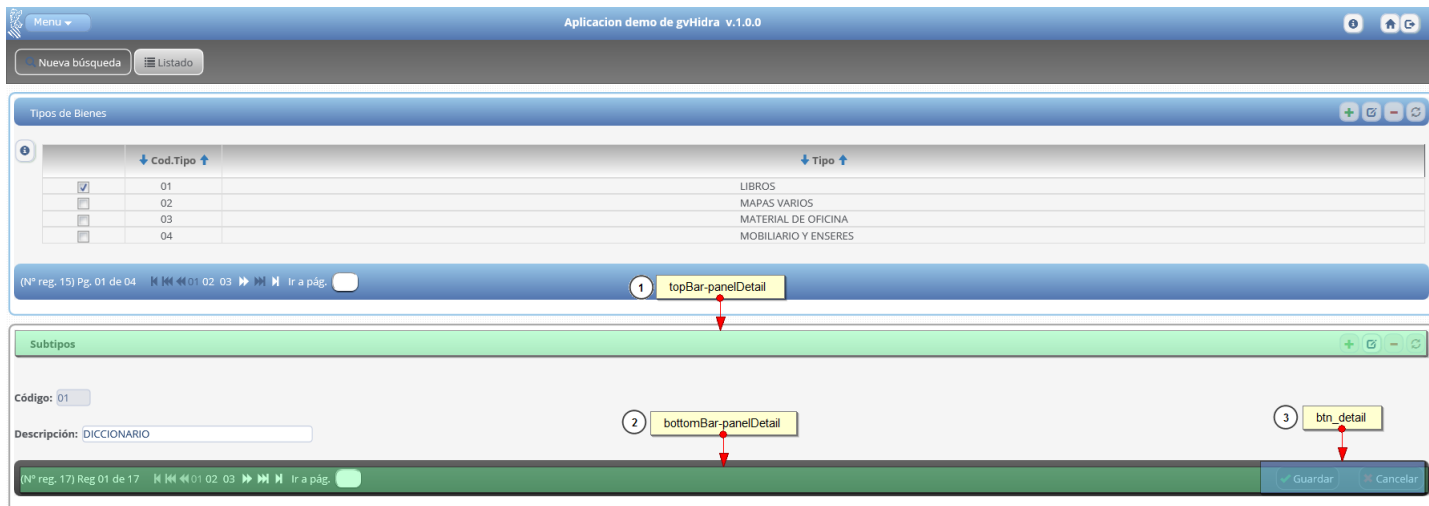 Menu
Aplicacion demo de gvHidra v.1.0.0
Nueva búsqueda
Listado
Tipos de Bienes
Cod.Tipo
Tipo
01 LIBROS
02 MAPAS VARIOS
03 MATERIAL DE OFICINA
04 MOBILIARIO Y ENSERES
(Nº reg. 15) Pg. 01 de 04 01 02 03 Ir a pág.
1 topBar-panelDetail
Subtipos
Código: 01
2 bottomBar-panelDetail
3 btn_detail
Descripción: DICCIONARIO
(Nº reg. 17) Reg 01 de 17 01 02 03 Ir a pág.
Guardar
Cancelar